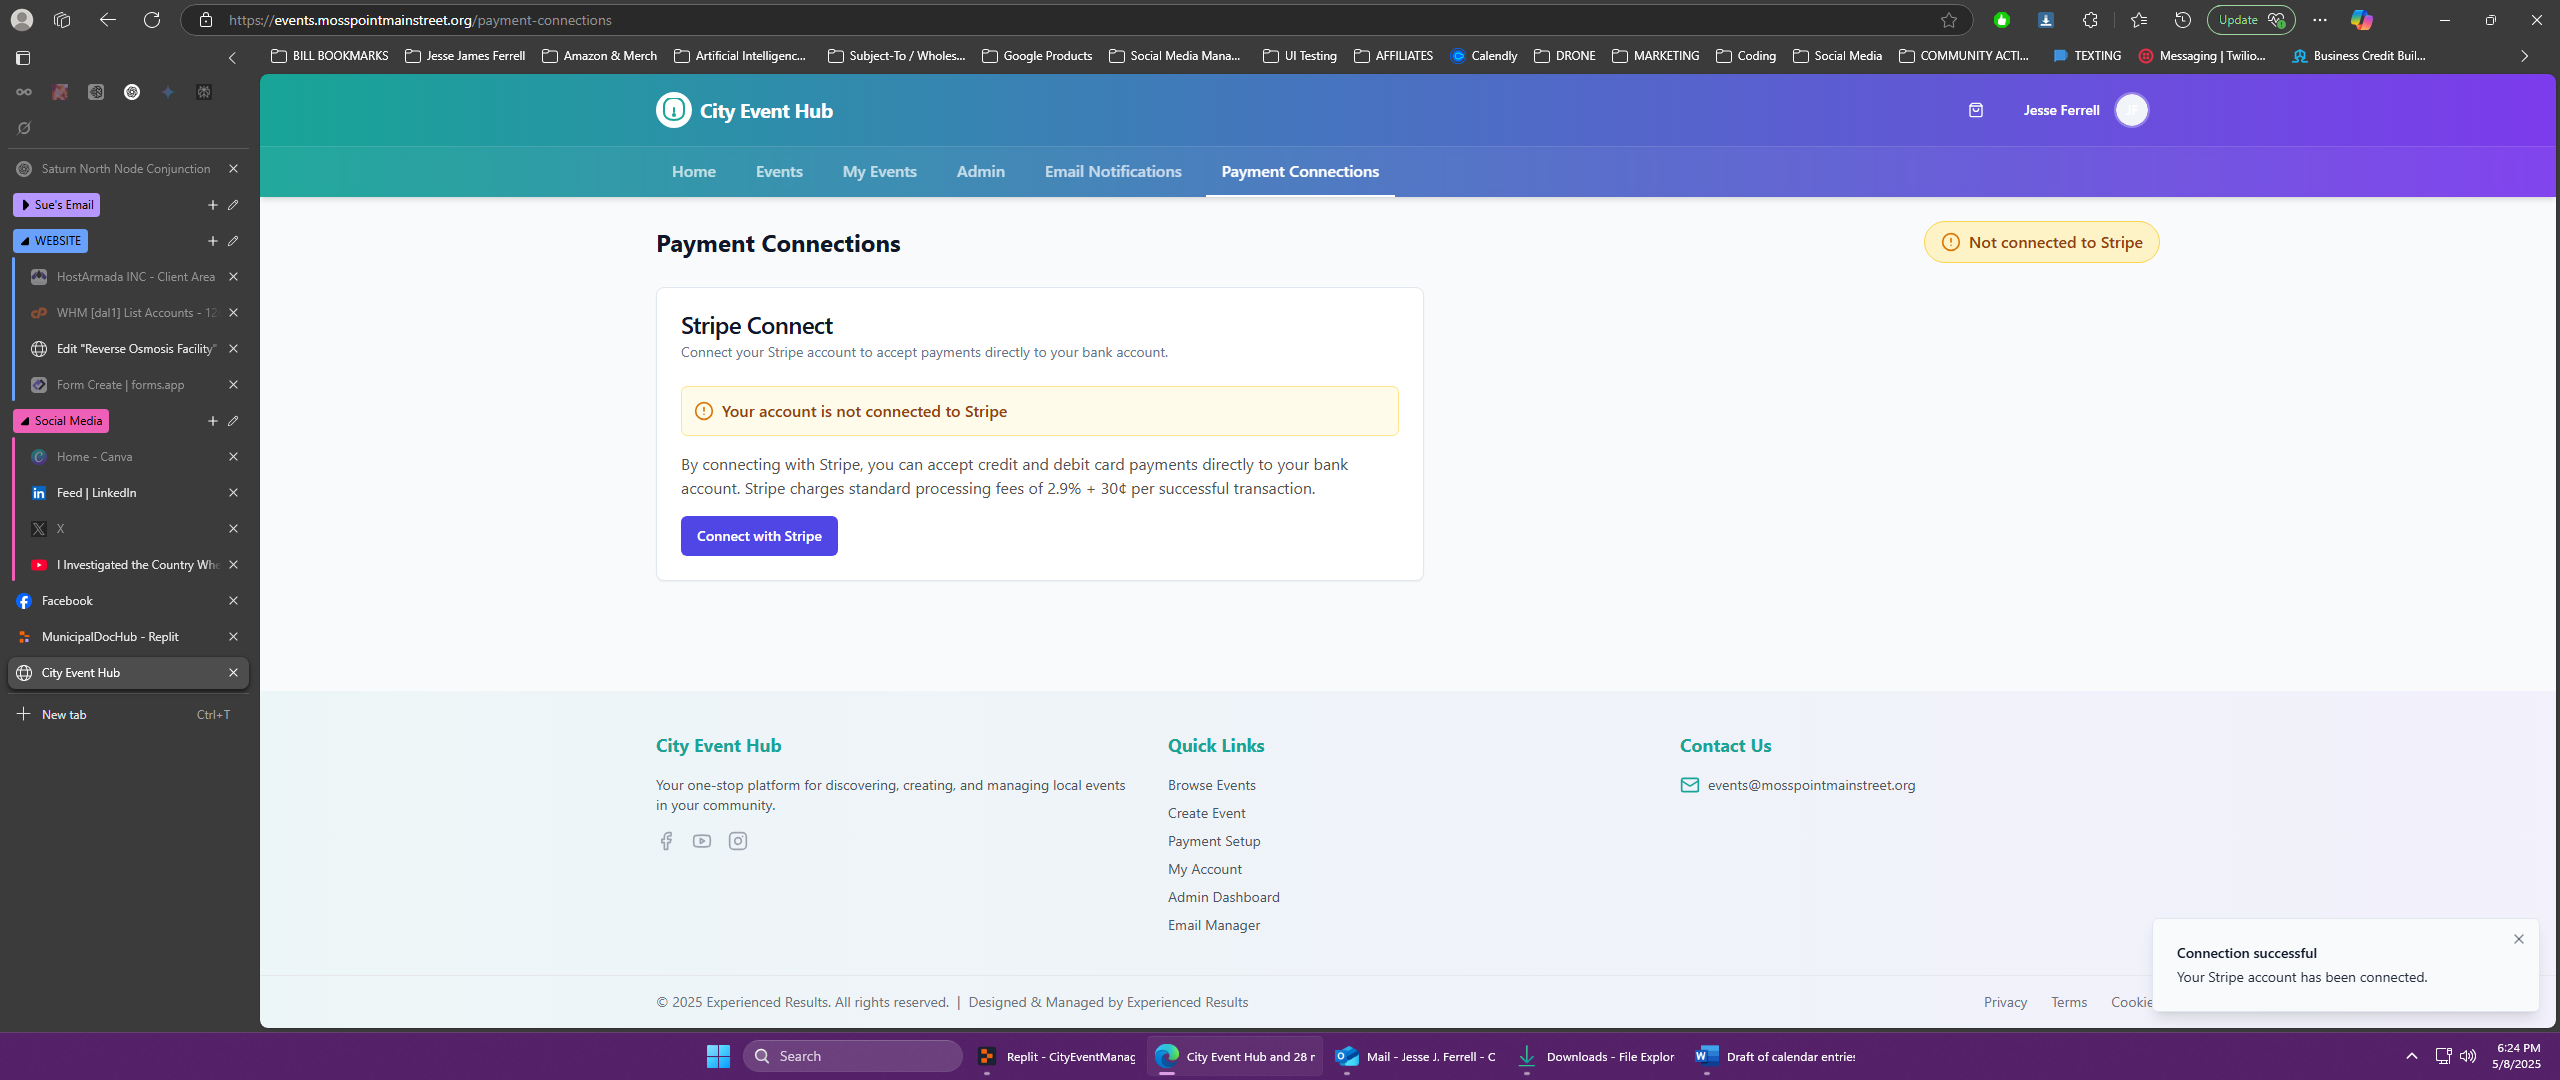 https://events.mosspointmainstreet.org/payment-connections
Update
BILL BOOKMARKS
Jesse James Ferrell
Amazon & Merch
Artificial Intelligenc...
Subject-To / Wholes...
Google Products
Social Media Mana...
UI Testing
AFFILIATES
Calendly
DRONE
MARKETING
Coding
Social Media
COMMUNITY ACTI...
TEXTING
Messaging | Twilio...
Business Credit Buil...
Saturn North Node Conjunction
Sue's Email
WEBSITE
HostArmada INC - Client Area
WHM [dal1] List Accounts - 12
Edit "Reverse Osmosis Facility"
Form Create | forms.app
Social Media
Home - Canva
Feed | LinkedIn
X
I Investigated the Country Whe
Facebook
MunicipalDocHub - Replit
City Event Hub
New tab
Ctrl+T
City Event Hub
Jesse Ferrell
JF
Home
Events
My Events
Admin
Email Notifications
Payment Connections
Payment Connections
Not connected to Stripe
Stripe Connect
Connect your Stripe account to accept payments directly to your bank account.
Your account is not connected to Stripe
By connecting with Stripe, you can accept credit and debit card payments directly to your bank
account. Stripe charges standard processing fees of 2.9% + 30¢ per successful transaction.
Connect with Stripe
City Event Hub
Your one-stop platform for discovering, creating, and managing local events
in your community.
Quick Links
Browse Events
Create Event
Payment Setup
My Account
Admin Dashboard
Email Manager
Contact Us
events@mosspointmainstreet.org
Connection successful
Your Stripe account has been connected.
© 2025 Experienced Results. All rights reserved. | Designed & Managed by Experienced Results
Privacy
Terms
Cookie
Search
Replit - CityEventManag
City Event Hub and 28 r
Mail - Jesse J. Ferrell - C
Downloads - File Explor
Draft of calendar entries
6:24 PM
5/8/2025